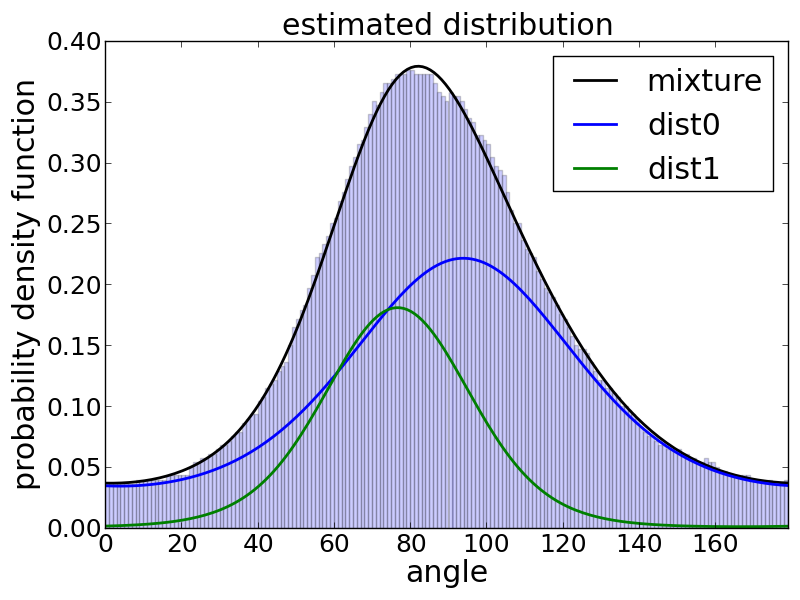 estimated distribution
0.40
0.35
0.30
0.25
0.20
0.15
0.10
0.05
0.00
probability density function
mixture
dist0
dist1
0 20 40 60 80 100 120 140 160
angle